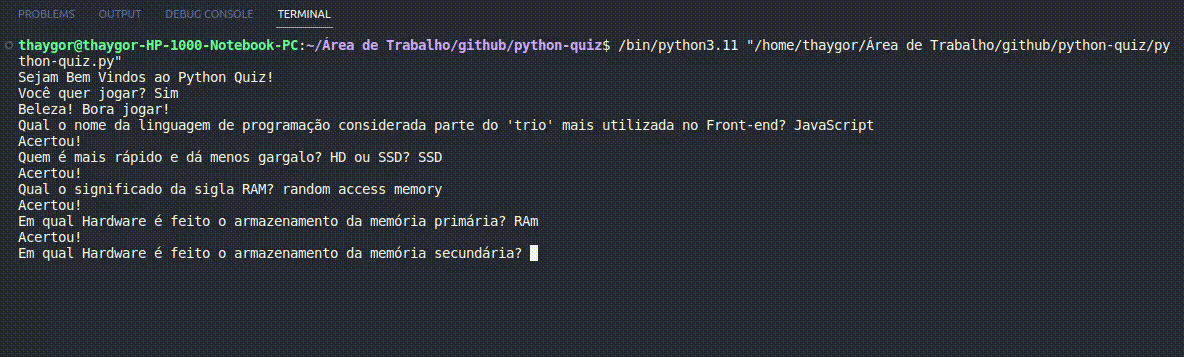 PROBLEMS OUTPUT DEBUG CONSOLE TERMINAL
thaygor@thaygor-HP-1000-Notebook-PC:~/Área de Trabalho/github/python-quiz$ /bin/python3.11 "/home/thaygor/Área de Trabalho/github/python-quiz/py
thon-quiz.py"
Sejam Bem Vindos ao Python Quiz!
Você quer jogar? Sim
Beleza! Bora jogar!
Qual o nome da linguagem de programação considerada parte do 'trio' mais utilizada no Front-end? JavaScript
Acertou!
Quem é mais rápido e dá menos gargalo? HD ou SSD? SSD
Acertou!
Qual o significado da sigla RAM? random access memory
Acertou!
Em qual Hardware é feito o armazenamento da memória primária? RAm
Acertou!
Em qual Hardware é feito o armazenamento da memória secundária?